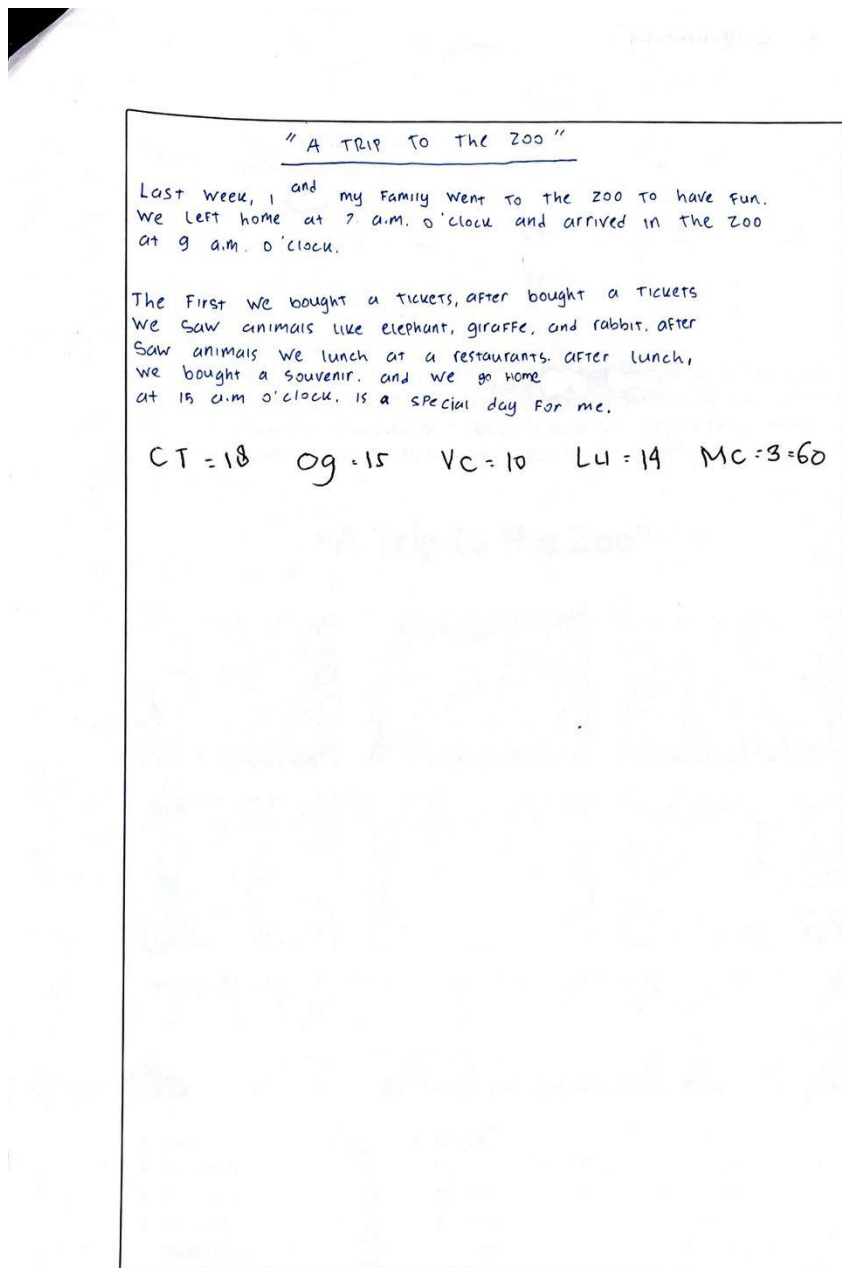 " A TRIP TO The ZOO "
Last week, I and my Family went To the zoo To have fun.
We Left home at 7. a.m. o'clock and arrived in the zoo
at 9 a.m. o'clock.
The First we bought a tickets, after bought a Tickets
We Saw animals like elephant, giraffe, and rabbit. after
Saw animals we lunch at a restaurants. after lunch,
we bought a souvenir. and we go Home
at 15 a.m o'clock. is a special day For me.
CT = 18 Og = 15 VC = 10 LU = 14 MC = 3 = 60